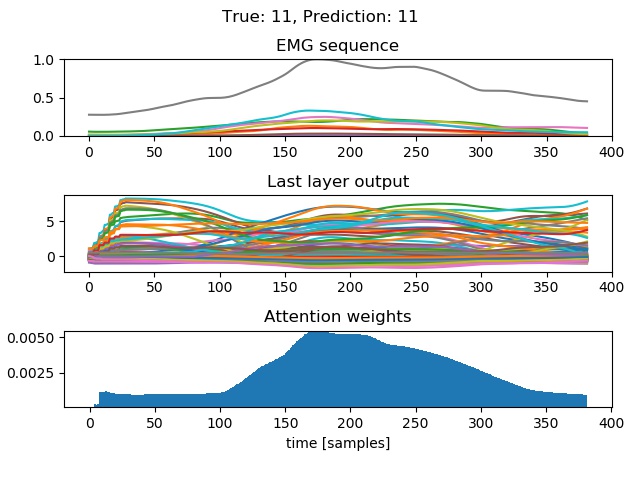 True: 11, Prediction: 11
EMG sequence
1.0
0.5
0.0
0 50 100 150 200 250 300 350 400
Last layer output
5
0
0 50 100 150 200 250 300 350 400
Attention weights
0.0050
0.0025
0 50 100 150 200 250 300 350 400
time [samples]